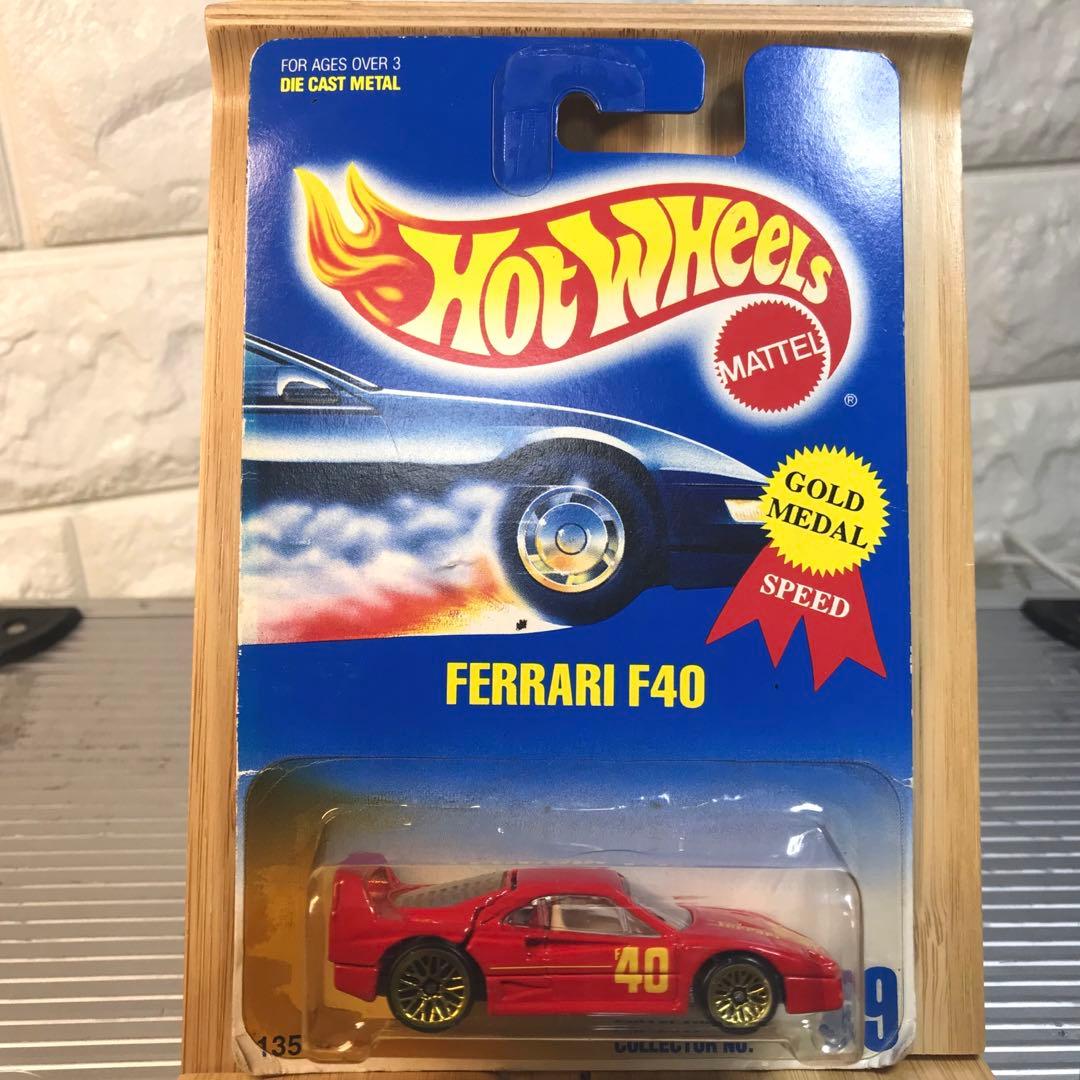 FOR AGES OVER 3
DIE CAST METAL
HOT WHEELS
MATTEL
®
GOLD
MEDAL
SPEED
FERRARI F40
40
9
135
COLLECTOR NO.